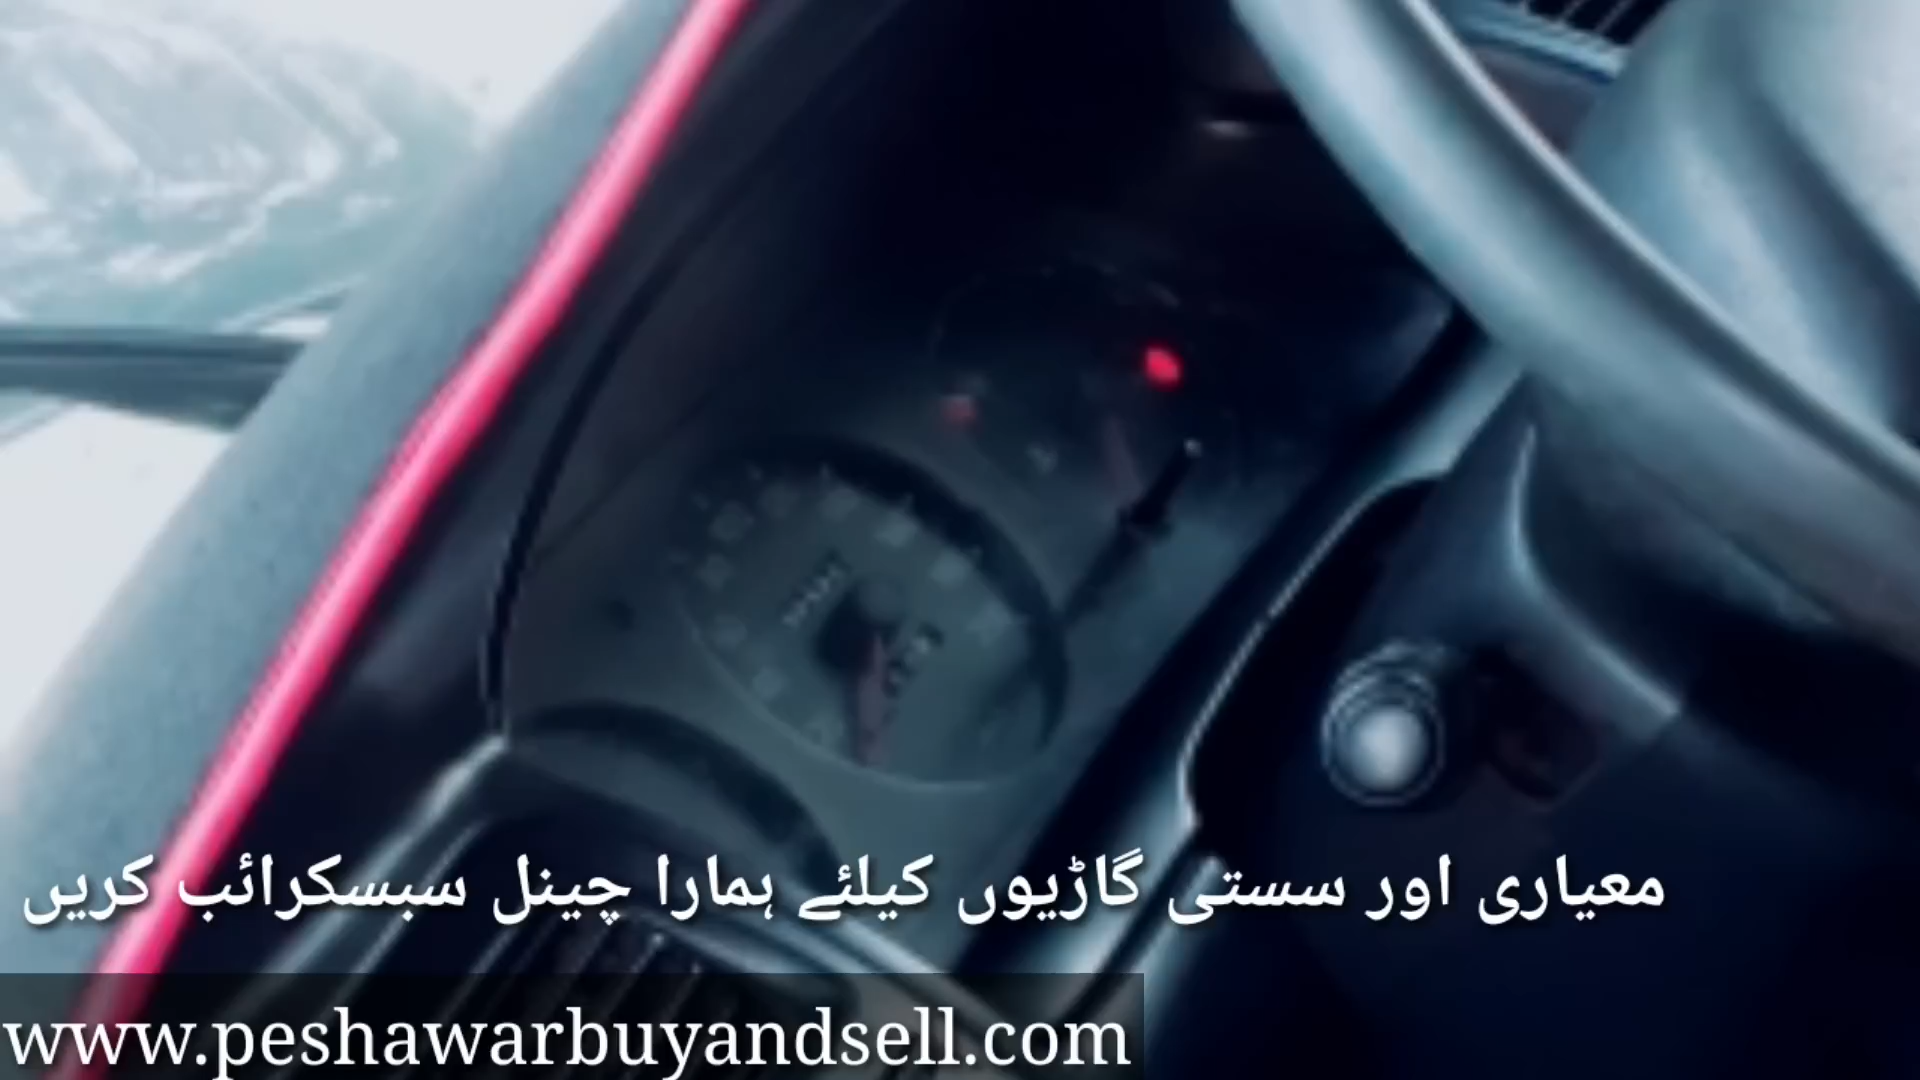 معیاری اور سستی گاڑیوں کیلئے ہمارا چینل سبسکرائب کریں
www.peshawarbuyandsell.com